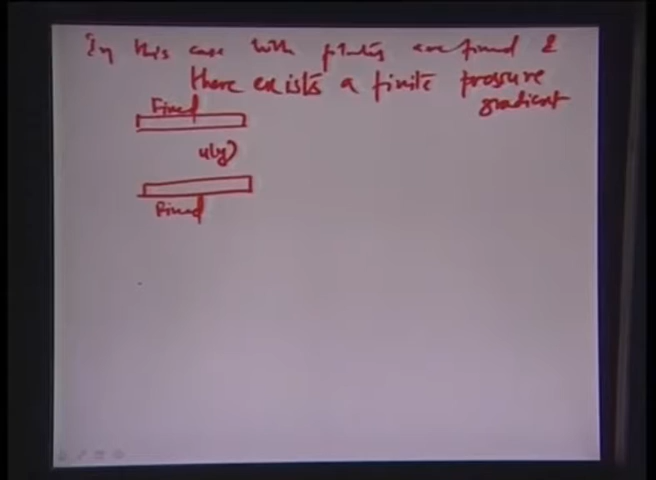 In this case both plates are fixed &
there exists a finite pressure
gradient
Fixed
u(y)
Fixed